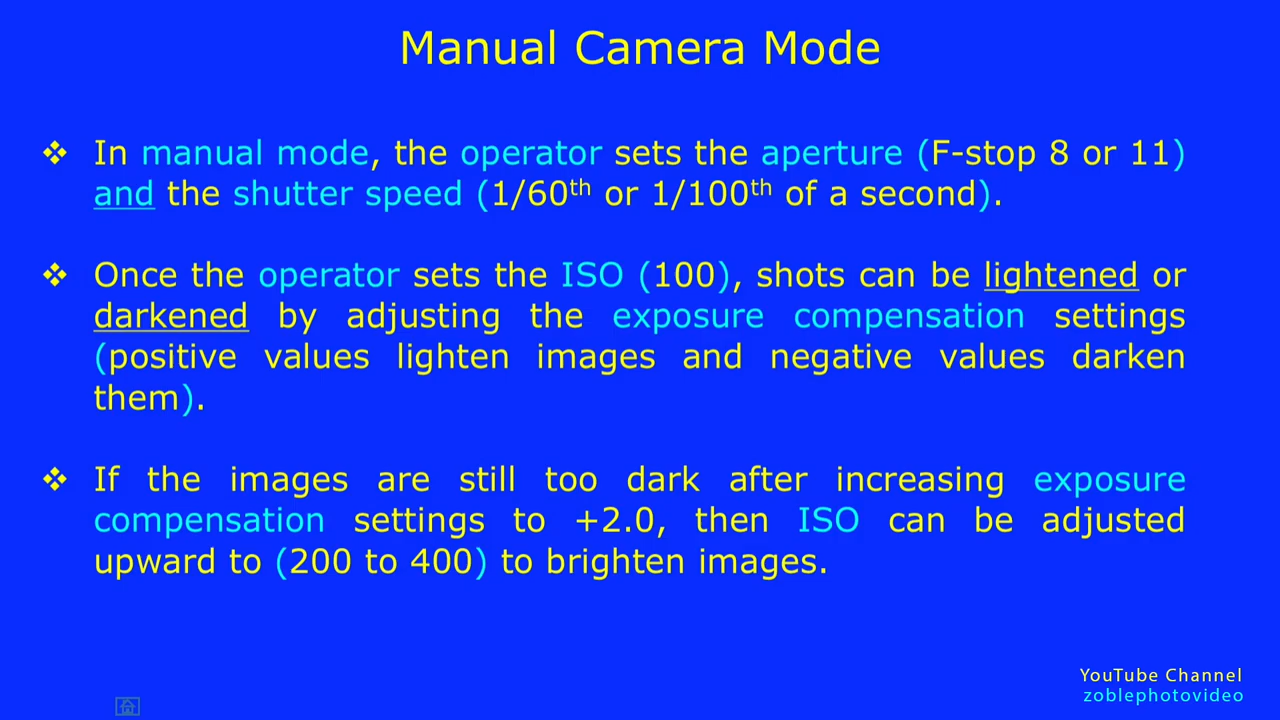 Manual Camera Mode
❖ In manual mode, the operator sets the aperture (F-stop 8 or 11)
and the shutter speed (1/60th or 1/100th of a second).
❖ Once the operator sets the ISO (100), shots can be lightened or
darkened by adjusting the exposure compensation settings
(positive values lighten images and negative values darken
them).
❖ If the images are still too dark after increasing exposure
compensation settings to +2.0, then ISO can be adjusted
upward to (200 to 400) to brighten images.
YouTube Channel
zoblephotovideo